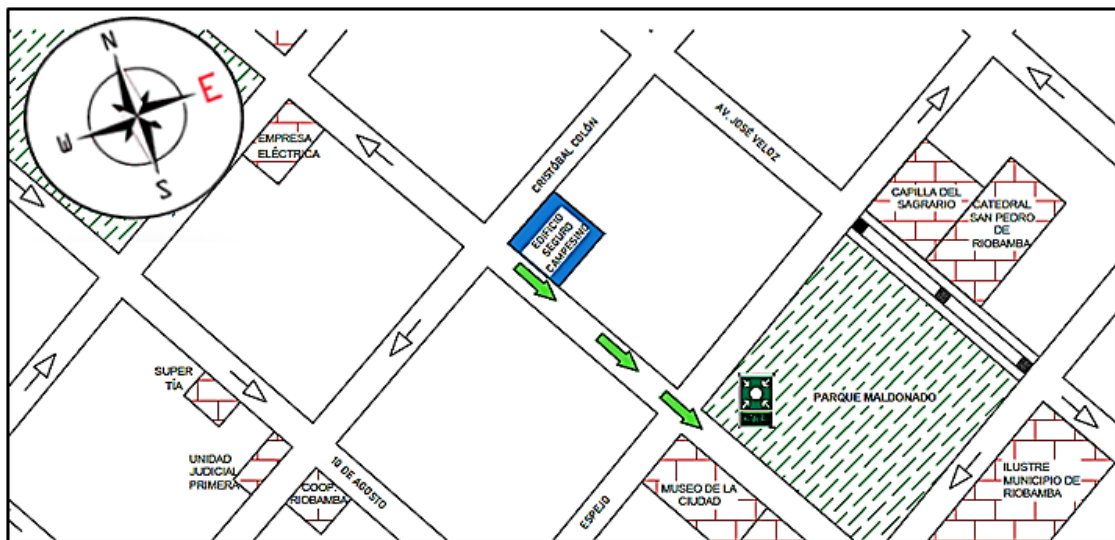 N
E
W
S
EMPRESA
ELÉCTRICA
CRISTÓBAL COLÓN
AV. JOSÉ VELOZ
EDIFICIO
SEGURO
CAMPESINO
CAPILLA DEL
SAGRARIO
CATEDRAL
SAN PEDRO
DE
RIOBAMBA
SUPER
TÍA
PARQUE MALDONADO
UNIDAD
JUDICIAL
PRIMERA
10 DE AGOSTO
COOP.
RIOBAMBA
ESPEJO
MUSEO DE LA
CIUDAD
ILUSTRE
MUNICIPIO DE
RIOBAMBA